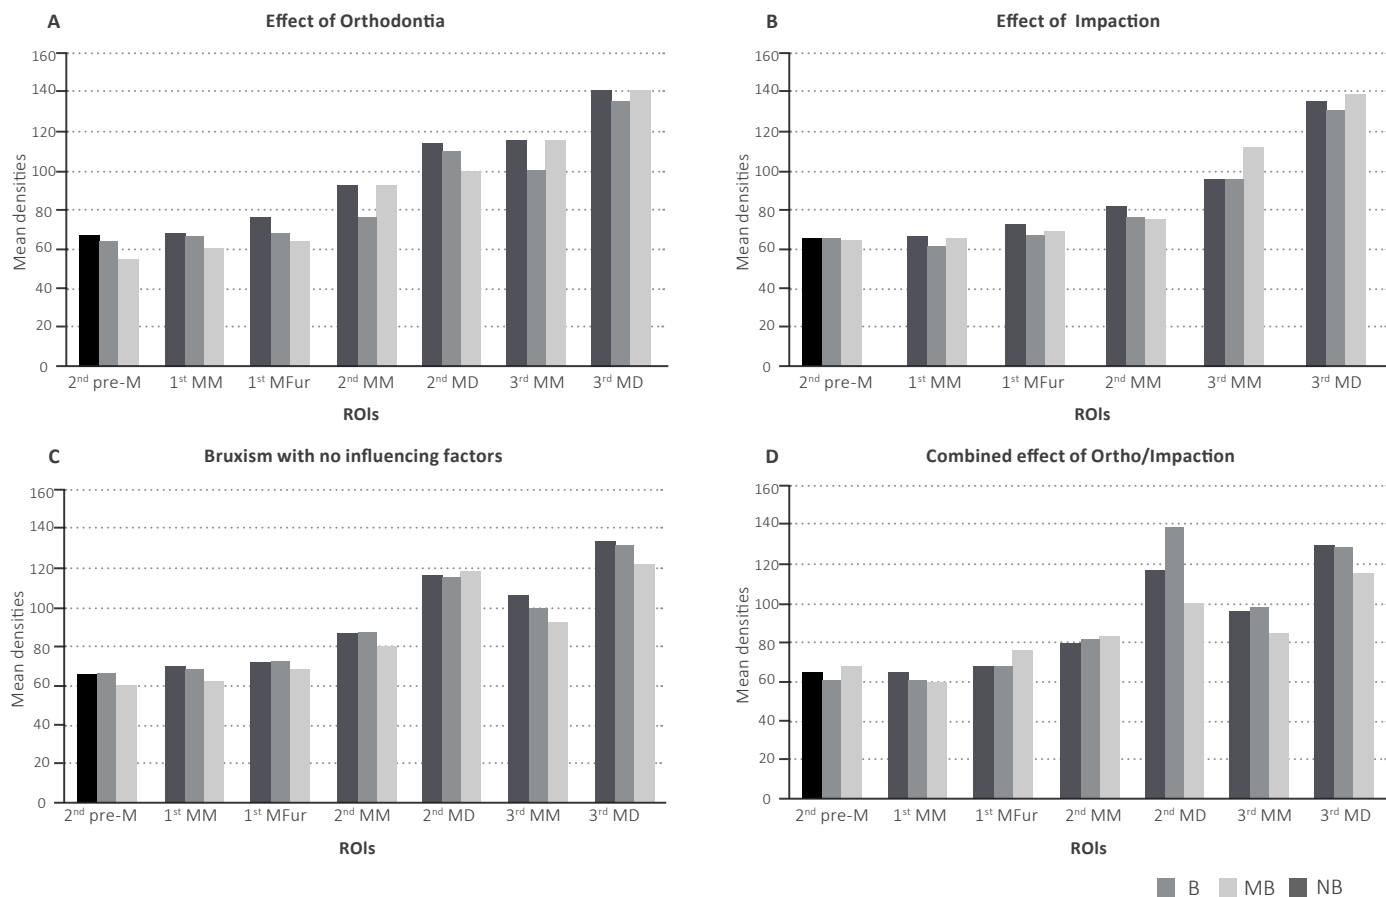 A Effect of Orthodontia
Mean densities
160
140
120
100
80
60
40
20
0
2nd pre-M 1st MM 1st MFur 2nd MM 2nd MD 3rd MM 3rd MD
ROIs
B Effect of Impaction
Mean densities
160
140
120
100
80
60
40
20
0
2nd pre-M 1st MM 1st MFur 2nd MM 3rd MM 3rd MD
ROIs
C Bruxism with no influencing factors
Mean densities
160
140
120
100
80
60
40
20
0
2nd pre-M 1st MM 1st MFur 2nd MM 2nd MD 3rd MM 3rd MD
ROIs
D Combined effect of Ortho/Impaction
Mean densities
160
140
120
100
80
60
40
20
0
2nd pre-M 1st MM 1st MFur 2nd MM 2nd MD 3rd MM 3rd MD
ROIs
B MB NB